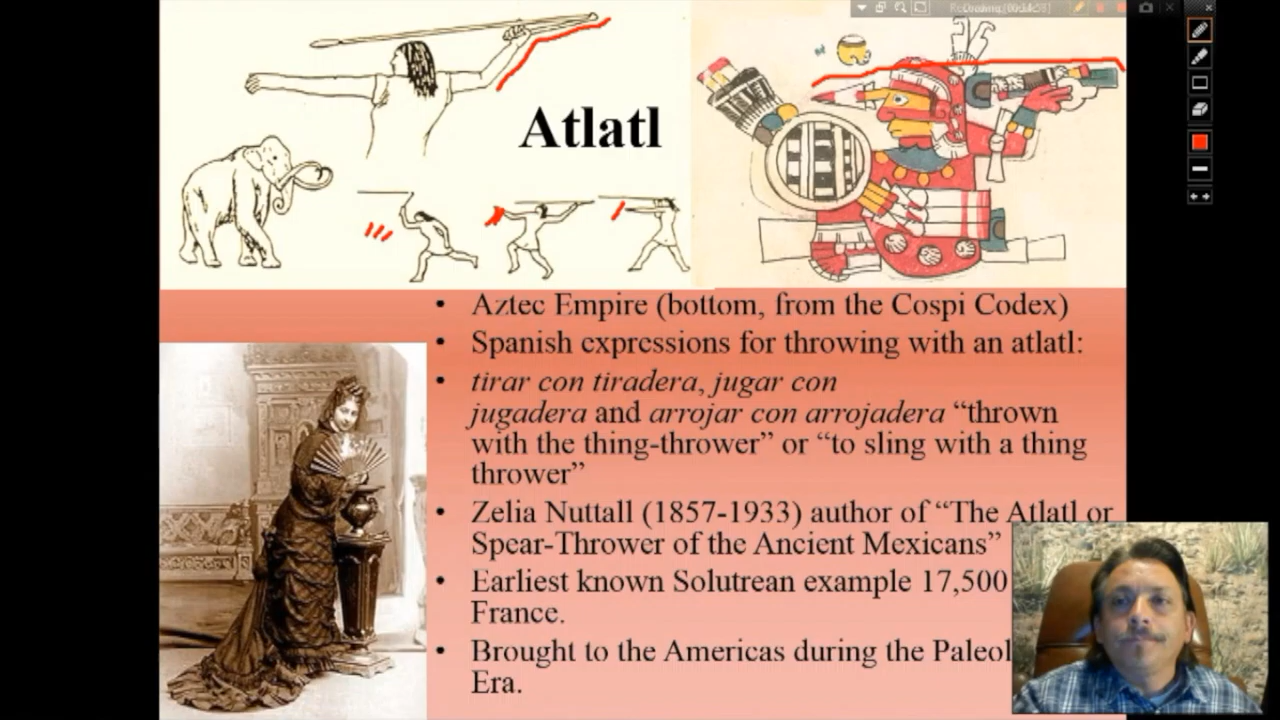 Atlatl
• Aztec Empire (bottom, from the Cospi Codex)
• Spanish expressions for throwing with an atlatl:
• tirar con tiradera, jugar con
jugadera and arrojar con arrojadera “thrown
with the thing-thrower” or “to sling with a thing
thrower”
• Zelia Nuttall (1857-1933) author of “The Atlatl or
Spear-Thrower of the Ancient Mexicans”
• Earliest known Solutrean example 17,500
France.
• Brought to the Americas during the Paleol
Era.